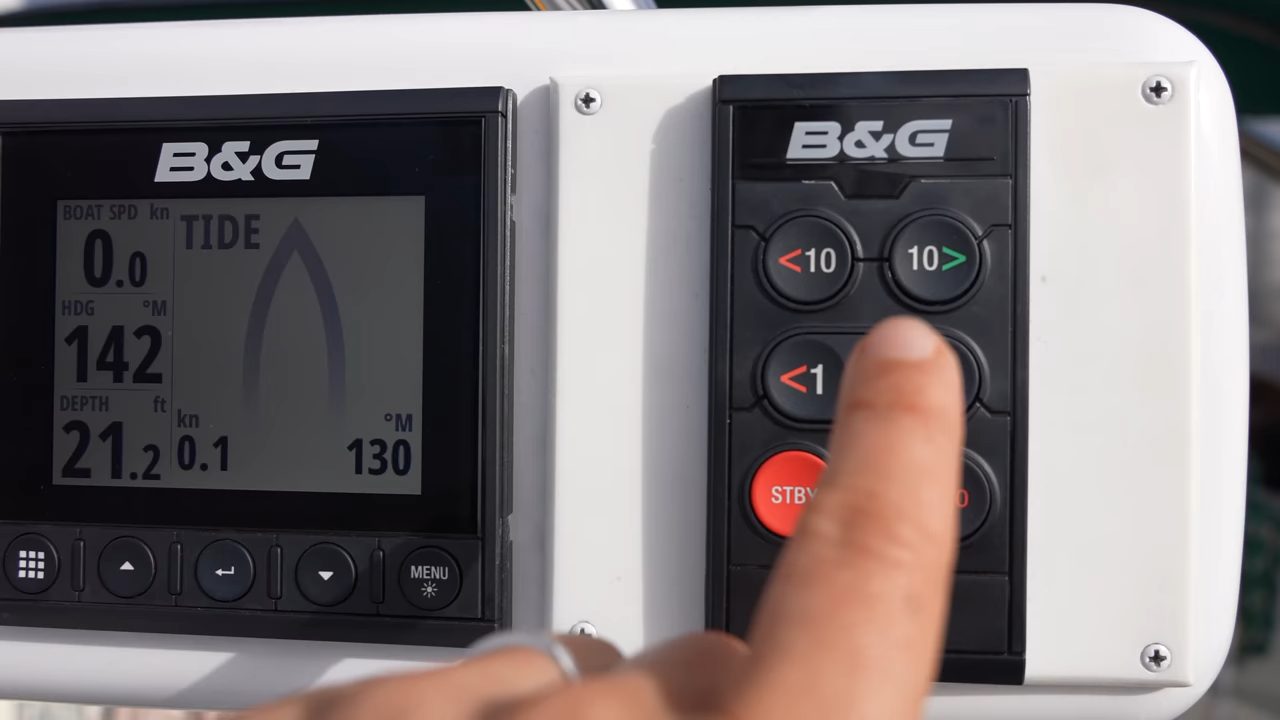 B&G
BOAT SPD kn
0.0
HDG °M
142
DEPTH ft
21.2
TIDE
kn
0.1
°M
130
MENU
B&G
<10
10>
<1
STBY